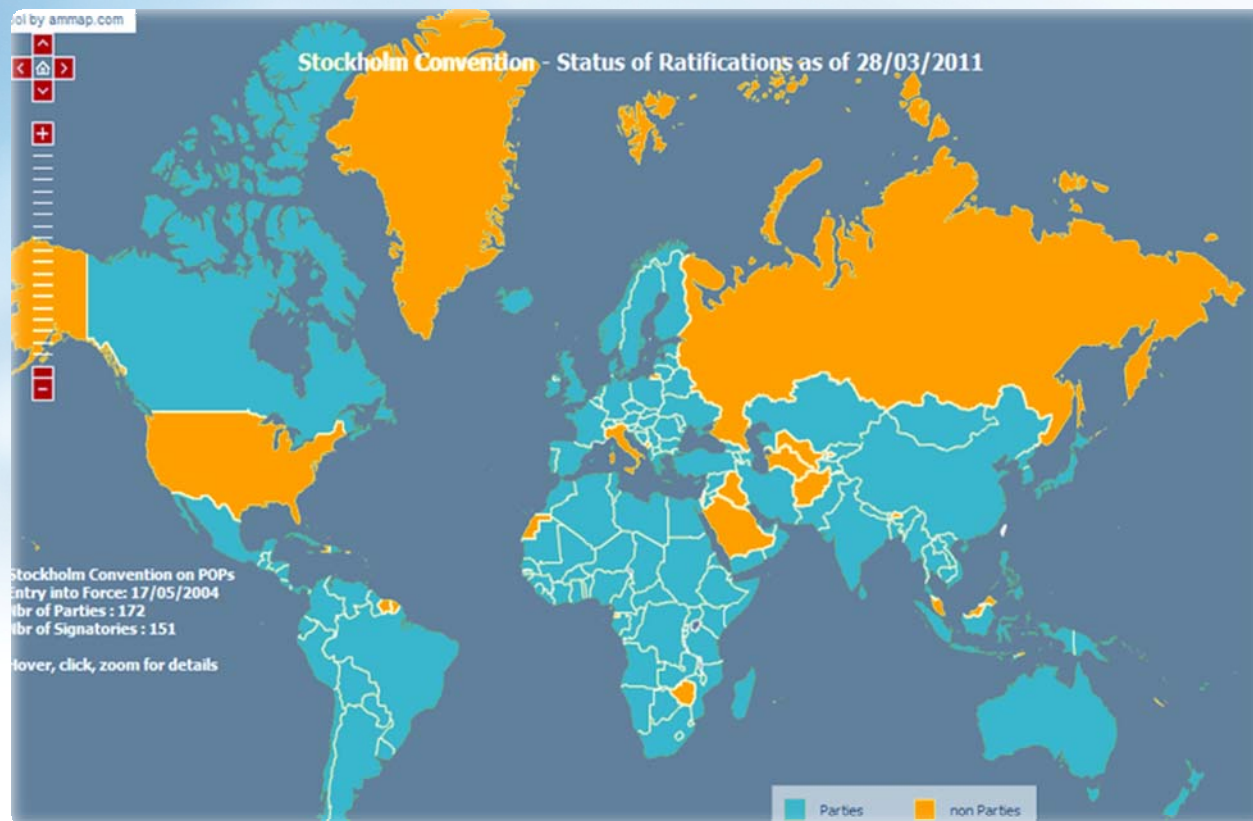 ool by ammap.com
Stockholm Convention - Status of Ratifications as of 28/03/2011
Stockholm Convention on POPs
Entry into Force: 17/05/2004
Nbr of Parties : 172
Nbr of Signatories : 151
Hover, click, zoom for details
Parties
non Parties